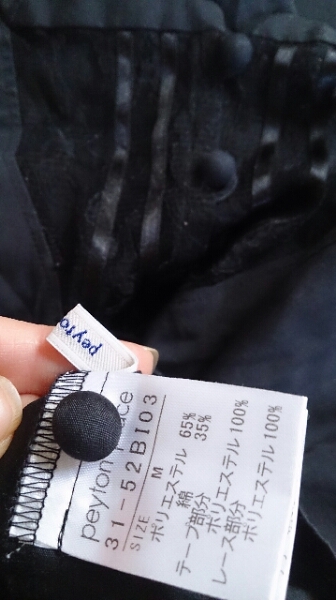 peyto
peyton place
31-52BI03
SIZE M
ポリエステル 65%
綿 35%
テープ部分
ポリエステル 100%
レース部分
ポリエステル 100%